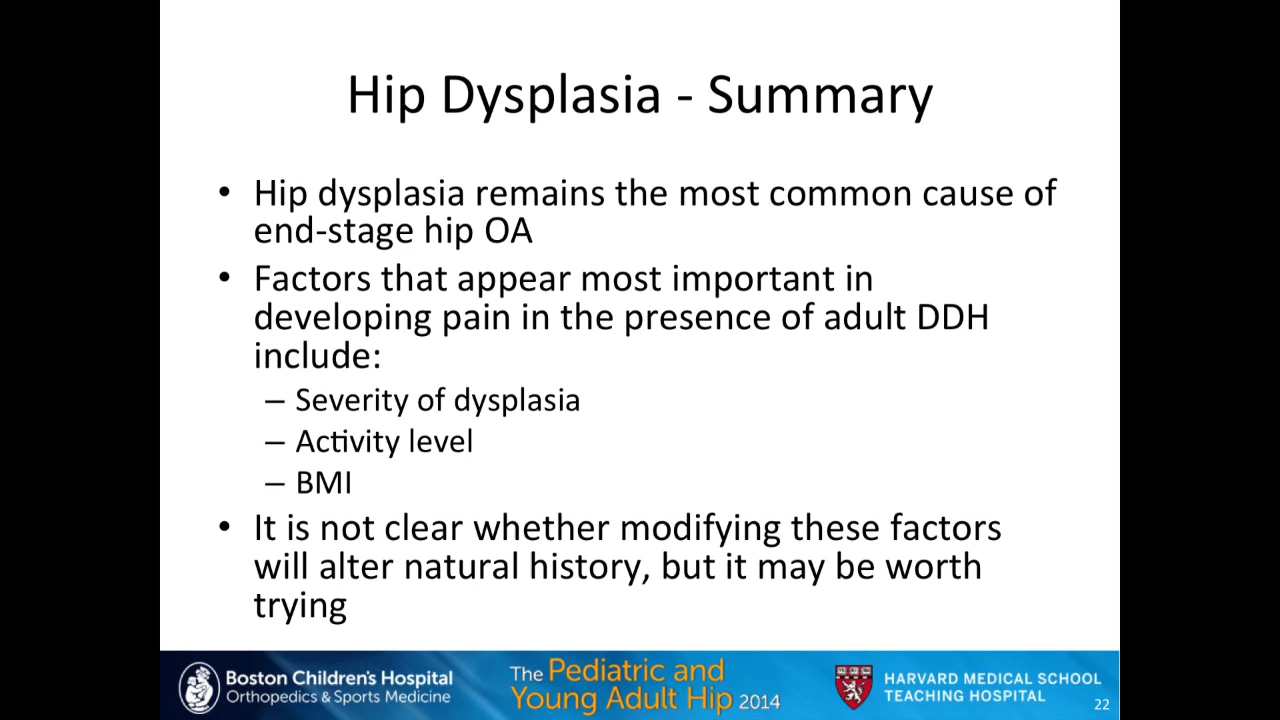 Hip Dysplasia - Summary
• Hip dysplasia remains the most common cause of
end-stage hip OA
• Factors that appear most important in
developing pain in the presence of adult DDH
include:
– Severity of dysplasia
– Activity level
– BMI
• It is not clear whether modifying these factors
will alter natural history, but it may be worth
trying
Boston Children's Hospital
Orthopedics & Sports Medicine
The Pediatric and
Young Adult Hip 2014
HARVARD MEDICAL SCHOOL
TEACHING HOSPITAL
22